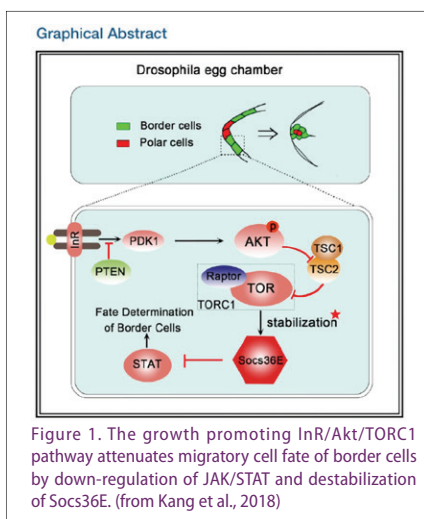 Graphical Abstract
Drosophila egg chamber
Border cells
Polar cells
InR
PDK1
PTEN
AKT
P
TSC1
TSC2
Raptor
TOR
TORC1
stabilization
Fate Determination
of Border Cells
STAT
Socs36E
Figure 1. The growth promoting InR/Akt/TORC1
pathway attenuates migratory cell fate of border cells
by down-regulation of JAK/STAT and destabilization
of Socs36E. (from Kang et al., 2018)